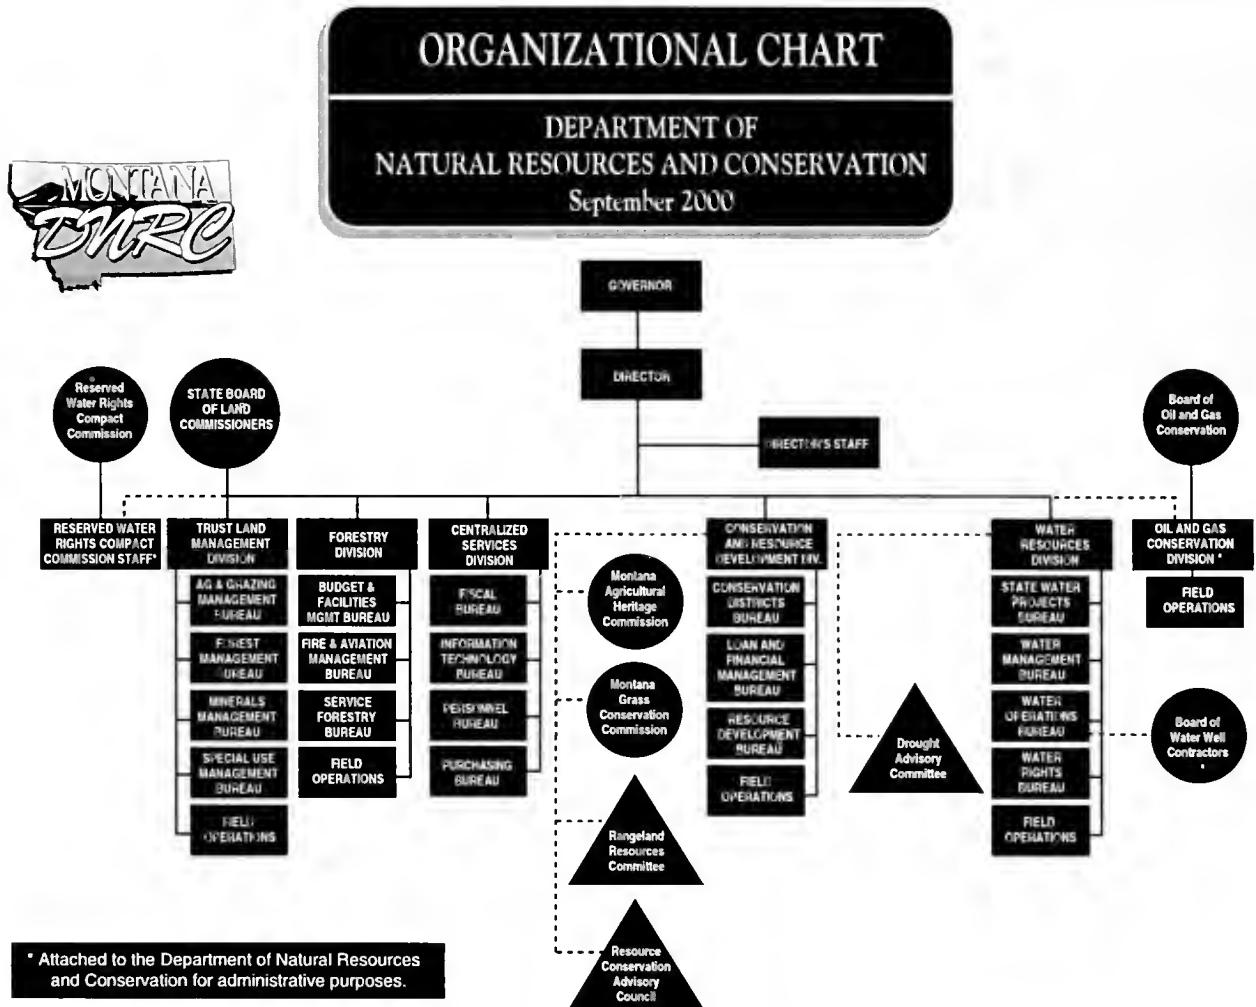 ORGANIZATIONAL CHART
DEPARTMENT OF
NATURAL RESOURCES AND CONSERVATION
September 2000
MONTANA
DNRC
GOVERNOR
DIRECTOR
DIRECTOR'S STAFF
Reserved
Water Rights
Compact
Commission
STATE BOARD
OF LAND
COMMISSIONERS
Board of
Oil and Gas
Conservation
RESERVED WATER
RIGHTS COMPACT
COMMISSION STAFF*
TRUST LAND
MANAGEMENT
DIVISION
AG & GRAZING
MANAGEMENT
BUREAU
FOREST
MANAGEMENT
BUREAU
MINERALS
MANAGEMENT
BUREAU
SPECIAL USE
MANAGEMENT
BUREAU
FIELD
OPERATIONS
FORESTRY
DIVISION
BUDGET &
FACILITIES
MGMT BUREAU
FIRE & AVIATION
MANAGEMENT
BUREAU
SERVICE
FORESTRY
BUREAU
FIELD
OPERATIONS
CENTRALIZED
SERVICES
DIVISION
FISCAL
BUREAU
INFORMATION
TECHNOLOGY
BUREAU
PERSONNEL
BUREAU
PURCHASING
BUREAU
Montana
Agricultural
Heritage
Commission
Montana
Grass
Conservation
Commission
Rangeland
Resources
Committee
Resource
Conservation
Advisory
Council
CONSERVATION
AND RESOURCE
DEVELOPMENT DIV.
CONSERVATION
DISTRICTS
BUREAU
LOAN AND
FINANCIAL
MANAGEMENT
BUREAU
RESOURCE
DEVELOPMENT
BUREAU
FIELD
OPERATIONS
Drought
Advisory
Committee
WATER
RESOURCES
DIVISION
STATE WATER
PROJECTS
BUREAU
WATER
MANAGEMENT
BUREAU
WATER
OPERATIONS
BUREAU
WATER
RIGHTS
BUREAU
FIELD
OPERATIONS
OIL AND GAS
CONSERVATION
DIVISION *
FIELD
OPERATIONS
Board of
Water Well
Contractors
*
* Attached to the Department of Natural Resources
and Conservation for administrative purposes.